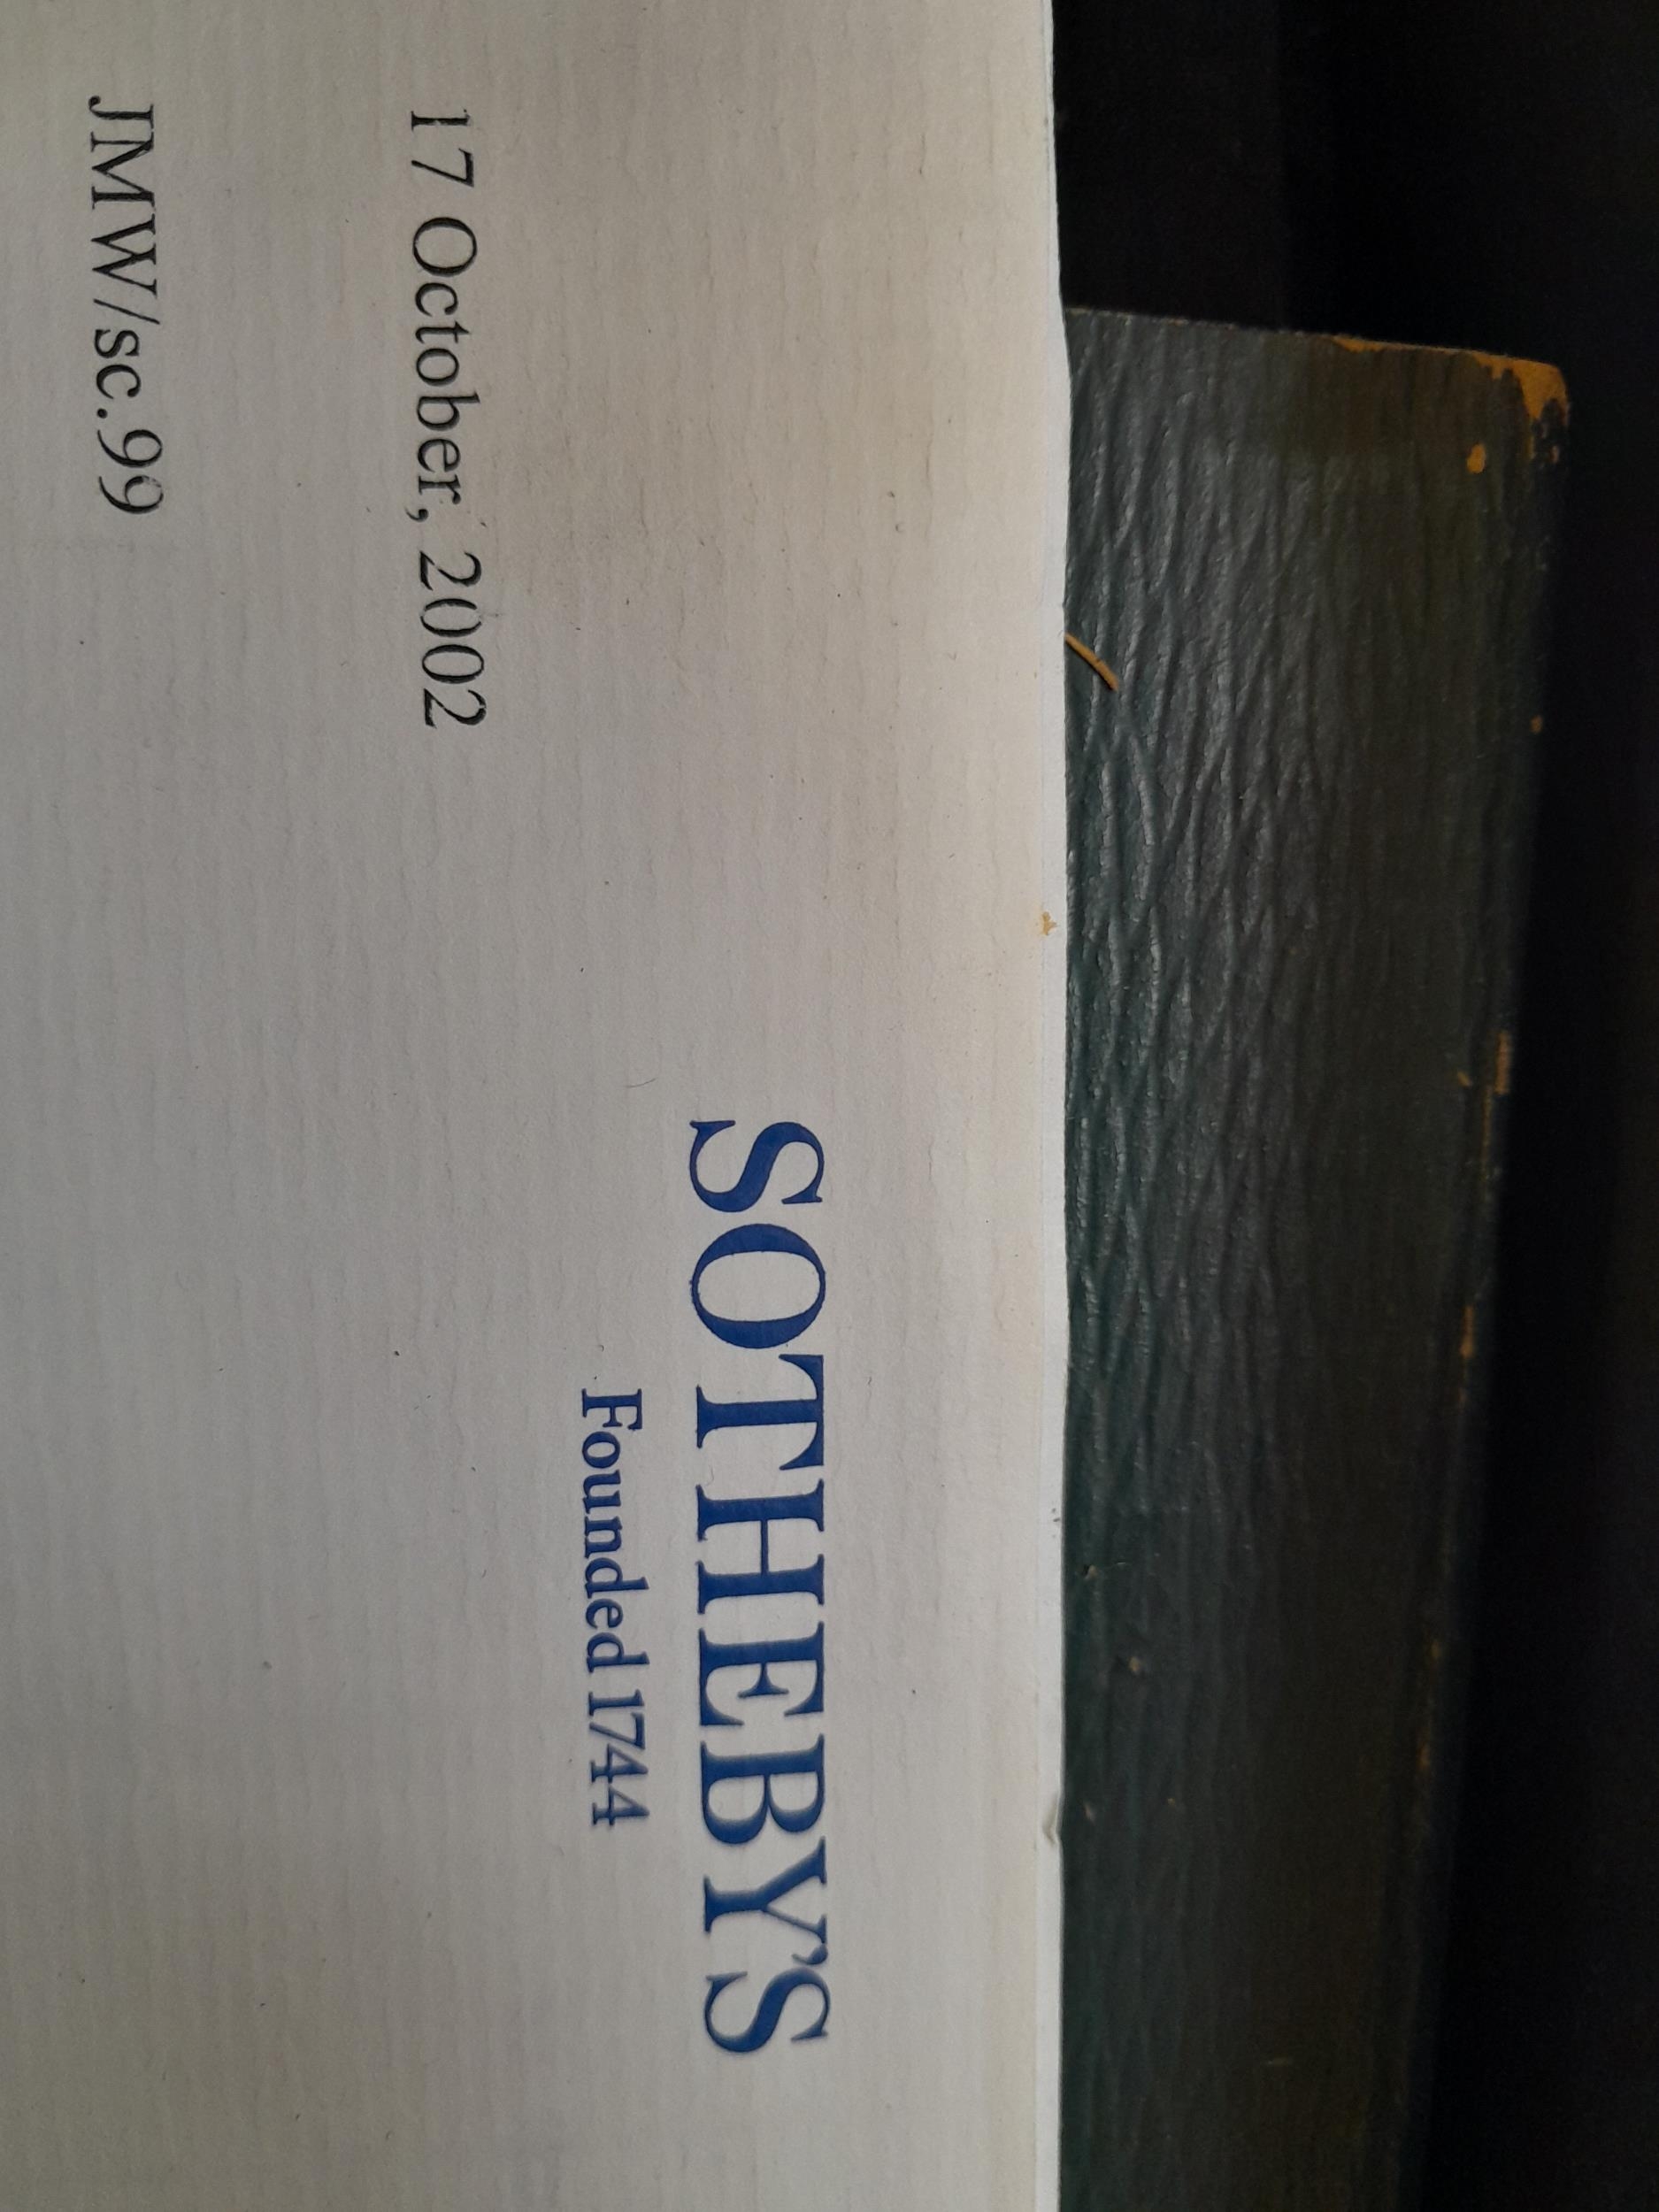 SOTHEBY'S
Founded 1744
17 October, 2002
JMW/sc.99